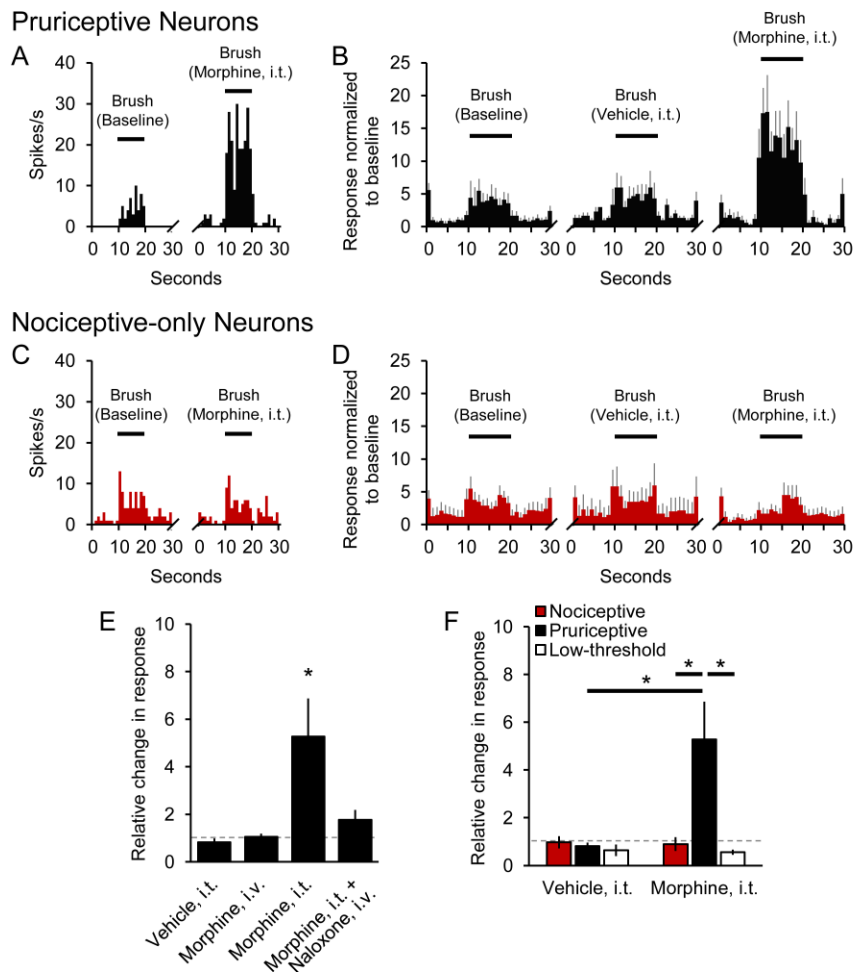 Pruriceptive Neurons
A
Brush
(Baseline)
Brush
(Morphine, i.t.)
Spikes/s
40
30
20
10
0
0 10 20 30 0 10 20 30
Seconds
B
Brush
(Baseline)
Brush
(Vehicle, i.t.)
Brush
(Morphine, i.t.)
Response normalized
to baseline
25
20
15
10
5
0
0 10 20 30 0 10 20 30 0 10 20 30
Seconds
Nociceptive-only Neurons
C
Brush
(Baseline)
Brush
(Morphine, i.t.)
Spikes/s
40
30
20
10
0
0 10 20 30 0 10 20 30
Seconds
D
Brush
(Baseline)
Brush
(Vehicle, i.t.)
Brush
(Morphine, i.t.)
Response normalized
to baseline
25
20
15
10
5
0
0 10 20 30 0 10 20 30 0 10 20 30
Seconds
E
Relative change in response
10
8
6
4
2
0
*
Vehicle, i.t.
Morphine, i.v.
Morphine, i.t.
Morphine, i.t. +
Naloxone, i.v.
F
Nociceptive
Pruriceptive
Low-threshold
Relative change in response
10
8
6
4
2
0
* * *
Vehicle, i.t. Morphine, i.t.